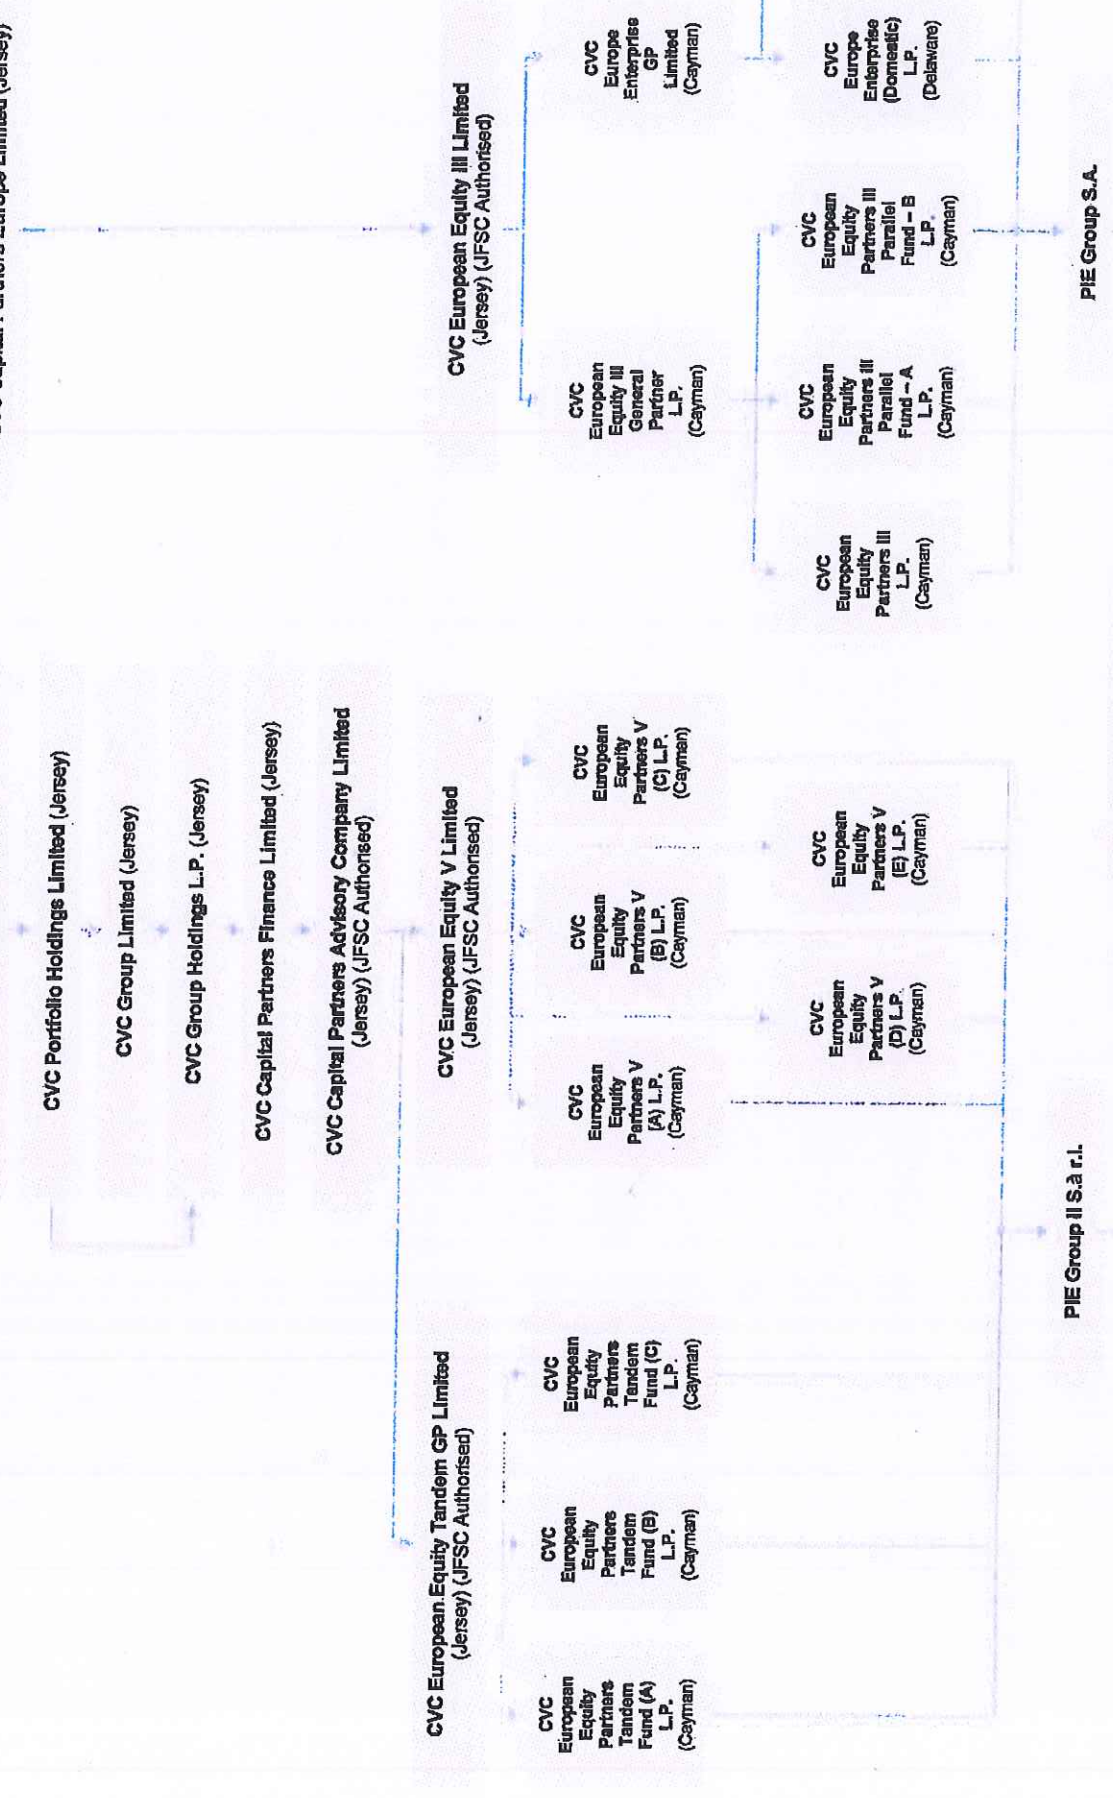 Capital Partners Europe Limited (Jersey)
CVC Portfolio Holdings Limited (Jersey)
CVC Group Limited (Jersey)
CVC Group Holdings L.P. (Jersey)
CVC Capital Partners Finance Limited (Jersey)
CVC Capital Partners Advisory Company Limited
(Jersey) (JFSC Authorised)
CVC European Equity Tandem GP Limited
(Jersey) (JFSC Authorised)
CVC European Equity V Limited
(Jersey) (JFSC Authorised)
CVC European Equity III Limited
(Jersey) (JFSC Authorised)
CVC
European
Equity
Partners
Tandem
Fund (A)
L.P.
(Cayman)
CVC
European
Equity
Partners
Tandem
Fund (B)
L.P.
(Cayman)
CVC
European
Equity
Partners
Tandem
Fund (C)
L.P.
(Cayman)
CVC
European
Equity
Partners V
(A) L.P.
(Cayman)
CVC
European
Equity
Partners V
(B) L.P.
(Cayman)
CVC
European
Equity
Partners V
(C) L.P.
(Cayman)
CVC
European
Equity III
General
Partner
L.P.
(Cayman)
CVC
Europe
Enterprise
GP
Limited
(Cayman)
CVC
European
Equity
Partners V
(D) L.P.
(Cayman)
CVC
European
Equity
Partners V
(E) L.P.
(Cayman)
CVC
European
Equity
Partners III
L.P.
(Cayman)
CVC
European
Equity
Partners III
Parallel
Fund – A
L.P.
(Cayman)
CVC
European
Equity
Partners III
Parallel
Fund – B
L.P.
(Cayman)
CVC
Europe
Enterprise
(Domestic)
L.P.
(Delaware)
PIE Group II S.à r.l.
PIE Group S.A.